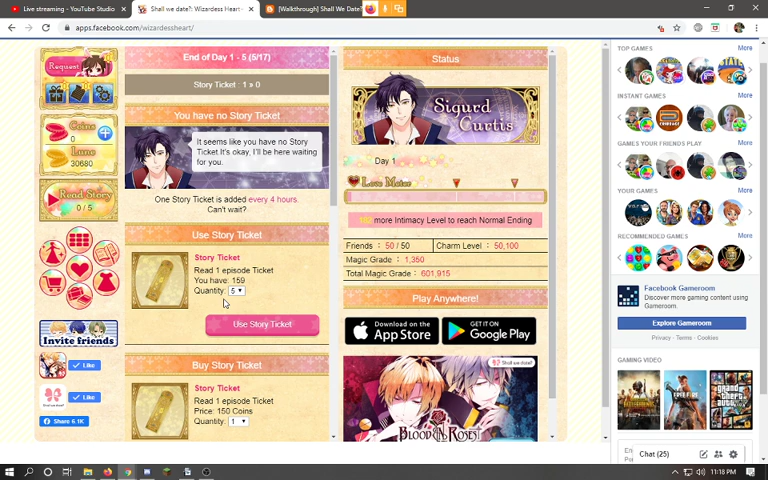 Live streaming - YouTube Studio
Shall we date?: Wizardess Heart -
[Walkthrough] Shall We Date?
apps.facebook.com/wizardessheart/
Request
Coins
0
Lune
30680
Read Story
0 / 5
Invite friends
Like
Like
Share 6.1K
End of Day 1 - 5 (5/17)
Story Ticket : 1 » 0
You have no Story Ticket
It seems like you have no Story
Ticket.It's okay, I'll be here waiting
for you.
One Story Ticket is added every 4 hours.
Can't wait?
Use Story Ticket
Story Ticket
Read 1 episode Ticket
You have: 159
Quantity: 5
Use Story Ticket
Buy Story Ticket
Story Ticket
Read 1 episode Ticket
Price: 150 Coins
Quantity: 1
Status
Sigurd
Curtis
Day 1
Love Meter
more Intimacy Level to reach Normal Ending
Friends : 50 / 50
Charm Level : 50,100
Magic Grade : 1,350
Total Magic Grade : 601,915
Play Anywhere!
Download on the
App Store
GET IT ON
Google Play
Shall we date?
BLOOD IN ROSES
TOP GAMES
More
INSTANT GAMES
More
GAMES YOUR FRIENDS PLAY
More
YOUR GAMES
More
RECOMMENDED GAMES
More
Facebook Gameroom
Discover more gaming content using
Gameroom.
Explore Gameroom
Privacy · Terms · Cookies
GAMING VIDEO
Chat (25)
11:18 PM